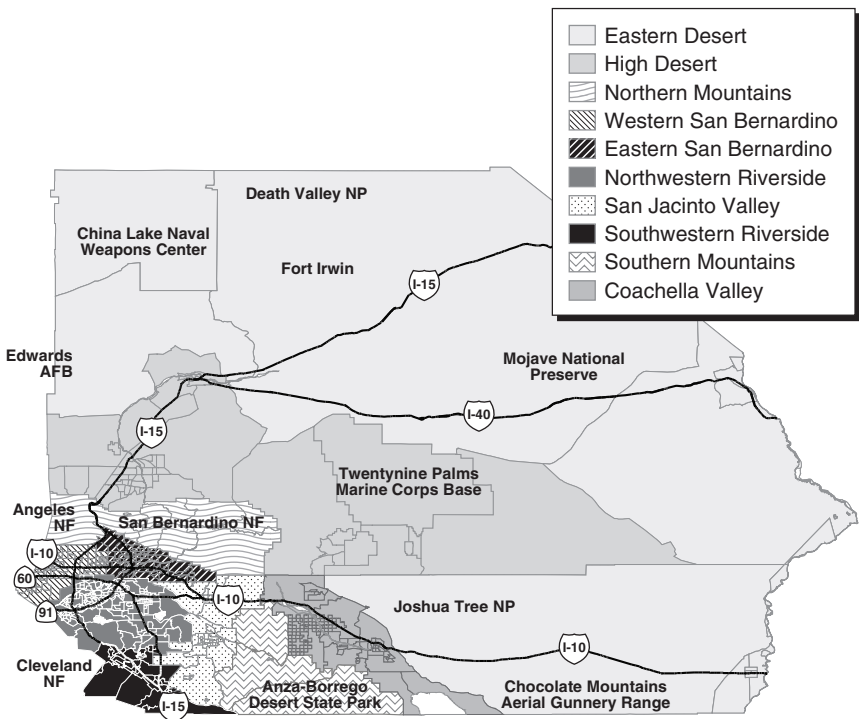 Eastern Desert
High Desert
Northern Mountains
Western San Bernardino
Eastern San Bernardino
Northwestern Riverside
San Jacinto Valley
Southwestern Riverside
Southern Mountains
Coachella Valley
Death Valley NP
China Lake Naval
Weapons Center
Fort Irwin
I-15
Edwards
AFB
Mojave National
Preserve
I-40
I-15
Twentynine Palms
Marine Corps Base
Angeles
NF
San Bernardino NF
I-10
60
91
I-10
Joshua Tree NP
I-10
Cleveland
NF
I-15
Anza-Borrego
Desert State Park
Chocolate Mountains
Aerial Gunnery Range